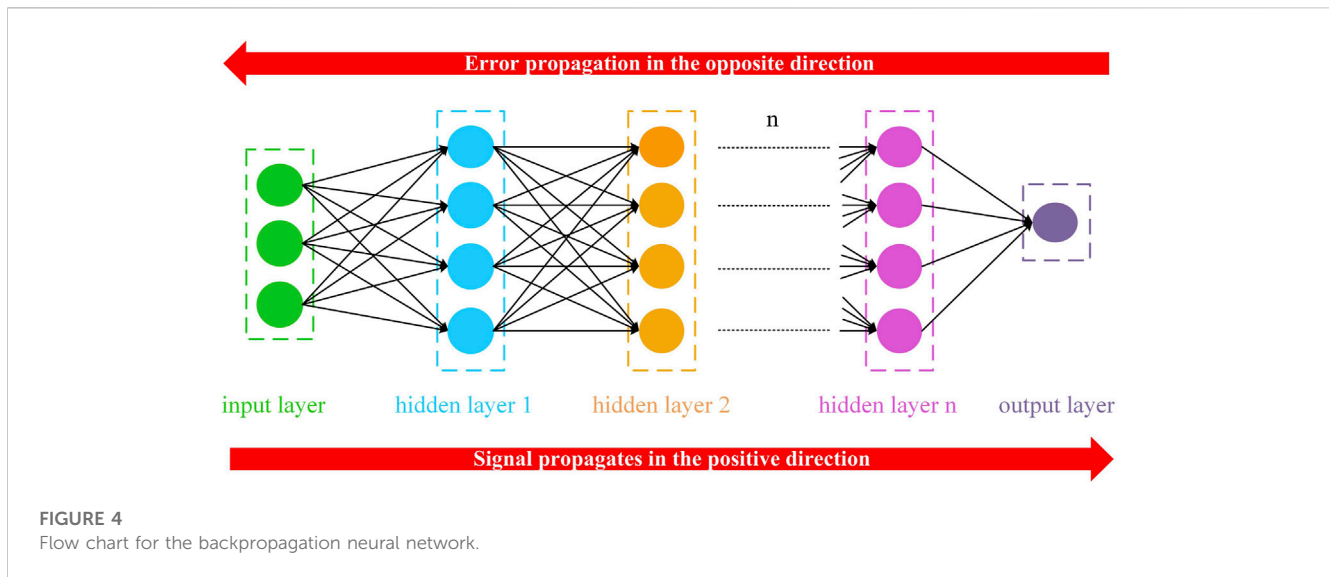 Error propagation in the opposite direction
n
input layer
hidden layer 1
hidden layer 2
hidden layer n
output layer
Signal propagates in the positive direction
FIGURE 4
Flow chart for the backpropagation neural network.